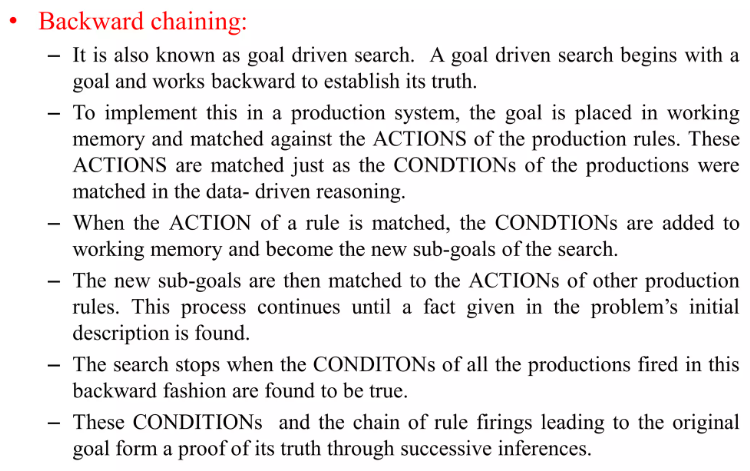 • Backward chaining:
– It is also known as goal driven search. A goal driven search begins with a
goal and works backward to establish its truth.
– To implement this in a production system, the goal is placed in working
memory and matched against the ACTIONS of the production rules. These
ACTIONS are matched just as the CONDTIONs of the productions were
matched in the data- driven reasoning.
– When the ACTION of a rule is matched, the CONDTIONs are added to
working memory and become the new sub-goals of the search.
– The new sub-goals are then matched to the ACTIONs of other production
rules. This process continues until a fact given in the problem’s initial
description is found.
– The search stops when the CONDITONs of all the productions fired in this
backward fashion are found to be true.
– These CONDITIONs and the chain of rule firings leading to the original
goal form a proof of its truth through successive inferences.